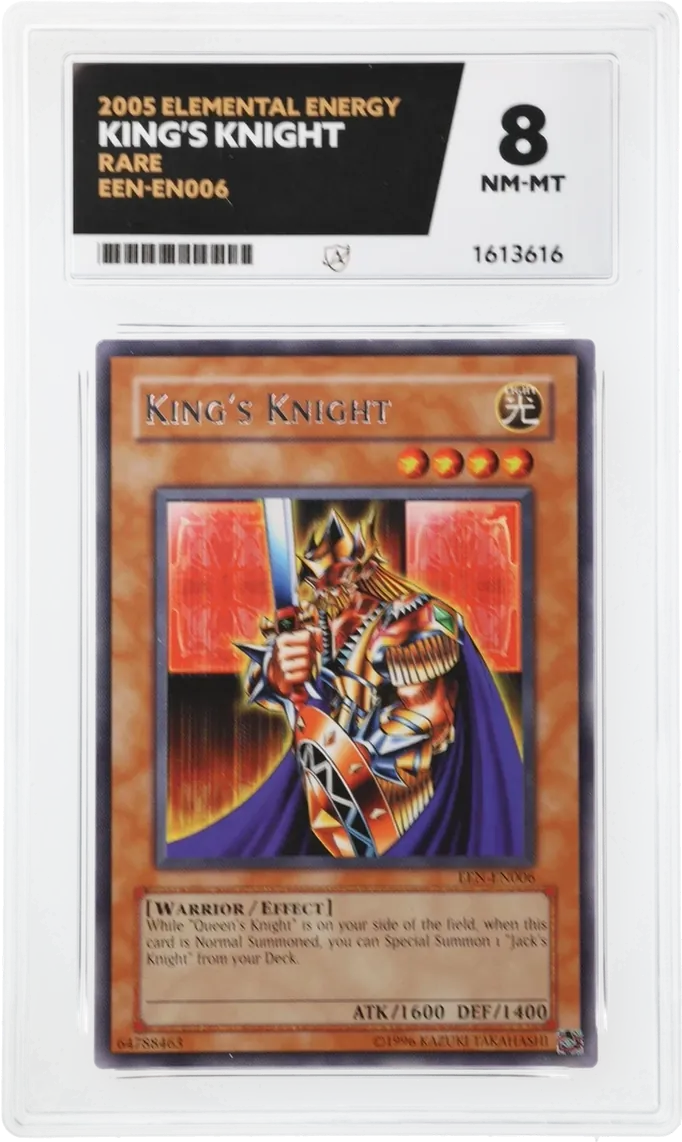 2005 ELEMENTAL ENERGY
KING'S KNIGHT
RARE
EEN-EN006
8
NM-MT
1613616
KING'S KNIGHT
LIGHT
光
EEN-EN006
[WARRIOR/EFFECT]
While "Queen's Knight" is on your side of the field, when this
card is Normal Summoned, you can Special Summon 1 "Jack's
Knight" from your Deck.
ATK/1600 DEF/1400
64788463
©1996 KAZUKI TAKAHASHI